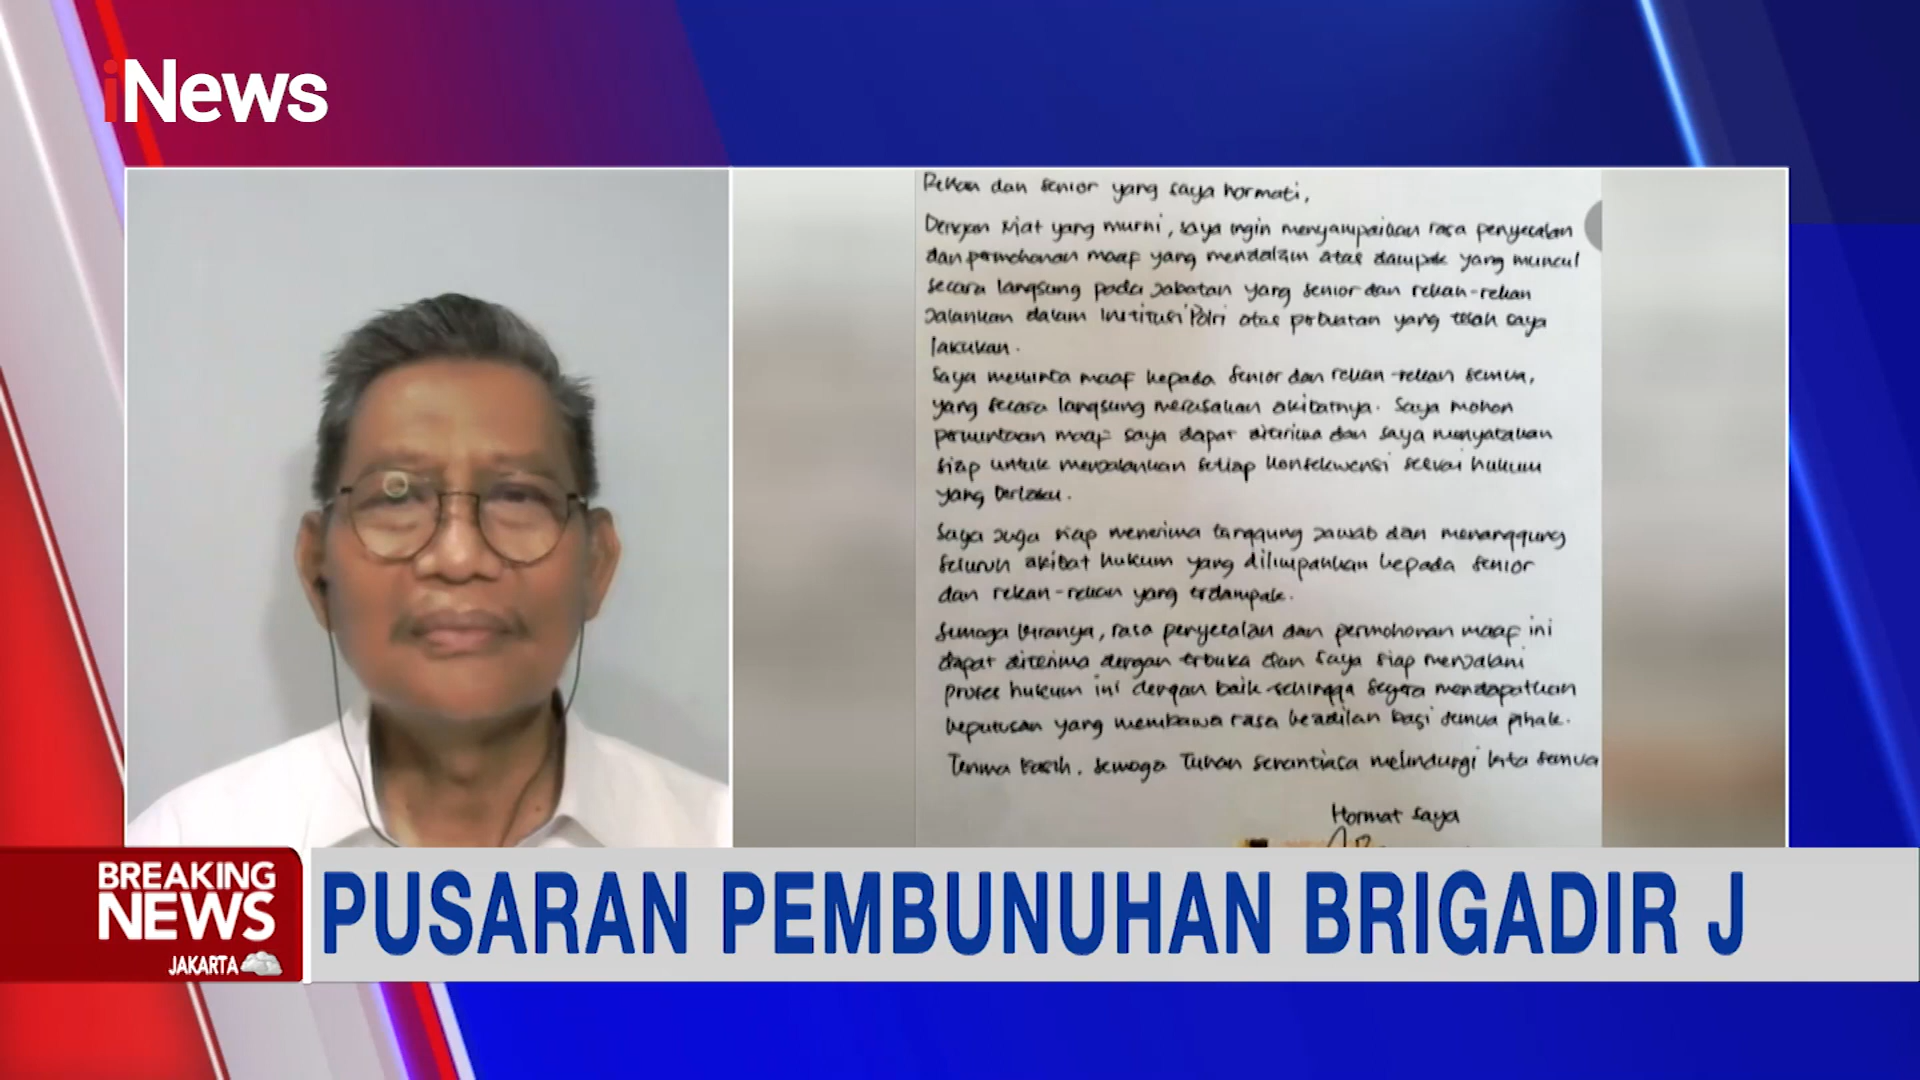 iNews
Rekan dan senior yang saya hormati,
Dengan niat yang murni, saya ingin menyampaikan rasa penyesalan
dan permohonan maaf yang mendalam atas dampak yang muncul
secara langsung pada jabatan yang senior dan rekan-rekan
jalankan dalam institusi Polri atas perbuatan yang telah saya
lakukan.
Saya meminta maaf kepada senior dan rekan-rekan semua,
yang secara langsung merasakan akibatnya. Saya mohon
permintaan maaf saya dapat diterima dan saya menyatakan
siap untuk menjalankan setiap konsekwensi sesuai hukum
yang berlaku.
Saya juga siap menerima tanggung jawab dan menanggung
seluruh akibat hukum yang dilimpahkan kepada senior
dan rekan-rekan yang terdampak.
Semoga kiranya, rasa penyesalan dan permohonan maaf ini
dapat diterima dengan terbuka dan saya siap menjalani
proses hukum ini dengan baik sehingga segera mendapatkan
keputusan yang membawa rasa keadilan bagi semua pihak.
Terima kasih, semoga Tuhan senantiasa melindungi kita semua
Hormat saya
BREAKING
NEWS
JAKARTA
PUSARAN PEMBUNUHAN BRIGADIR J